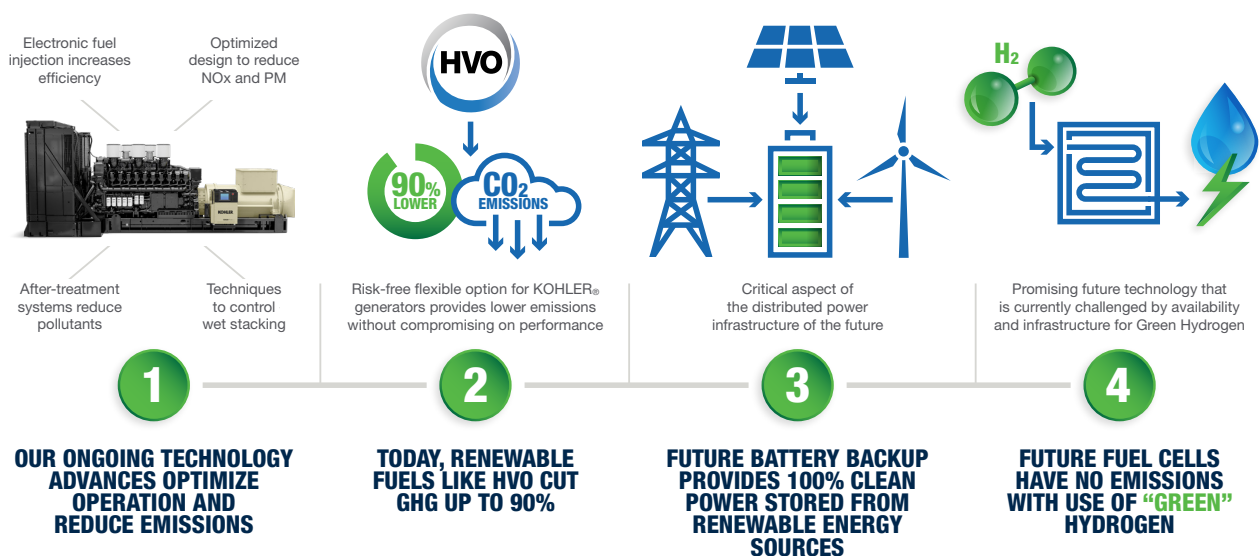 Electronic fuel
injection increases
efficiency
Optimized
design to reduce
NOx and PM
KOHLER
After-treatment
systems reduce
pollutants
Techniques
to control
wet stacking
1
OUR ONGOING TECHNOLOGY
ADVANCES OPTIMIZE
OPERATION AND
REDUCE EMISSIONS
HVO
90%
LOWER
CO2
EMISSIONS
Risk-free flexible option for KOHLER®
generators provides lower emissions
without compromising on performance
2
TODAY, RENEWABLE
FUELS LIKE HVO CUT
GHG UP TO 90%
Critical aspect of
the distributed power
infrastructure of the future
3
FUTURE BATTERY BACKUP
PROVIDES 100% CLEAN
POWER STORED FROM
RENEWABLE ENERGY
SOURCES
H2
Promising future technology that
is currently challenged by availability
and infrastructure for Green Hydrogen
4
FUTURE FUEL CELLS
HAVE NO EMISSIONS
WITH USE OF “GREEN”
HYDROGEN